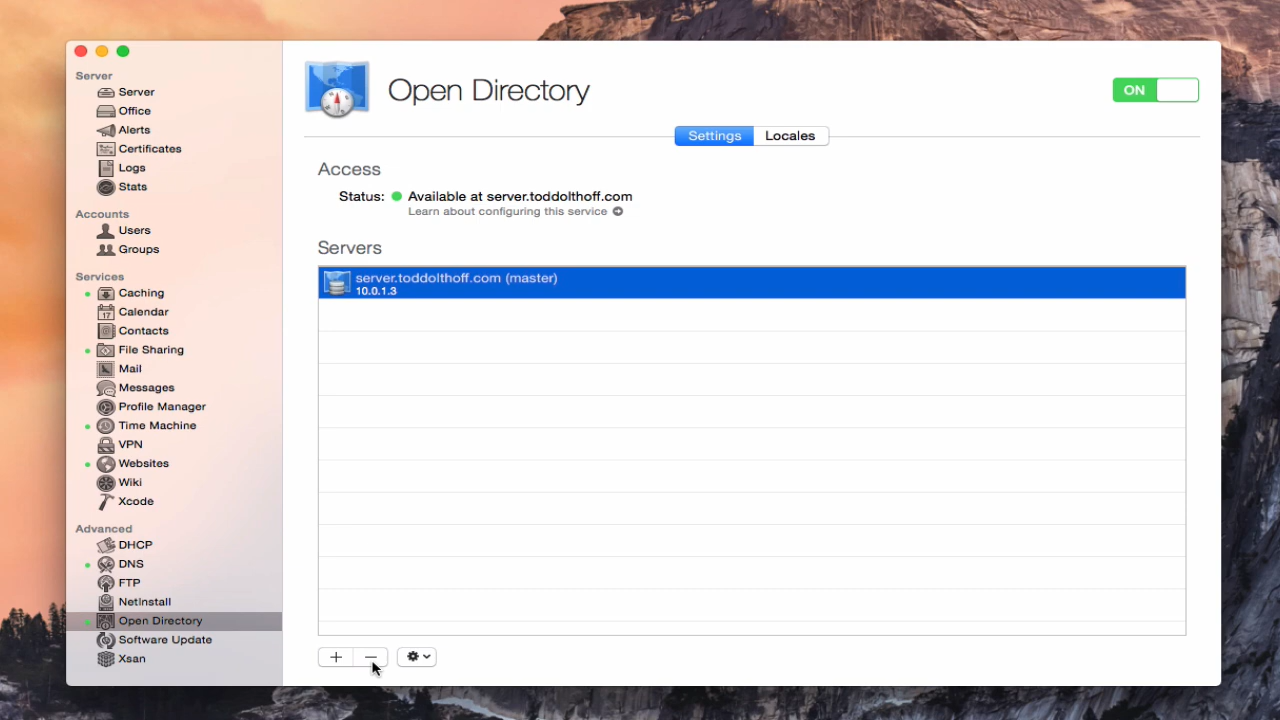 Server
Server
Office
Alerts
Certificates
Logs
Stats
Accounts
Users
Groups
Services
Caching
Calendar
17
Contacts
File Sharing
Mail
Messages
Profile Manager
Time Machine
VPN
Websites
Wiki
Xcode
Advanced
DHCP
DNS
FTP
NetInstall
Open Directory
Software Update
Xsan
Open Directory
ON
Settings
Locales
Access
Status: Available at server.toddolthoff.com
Learn about configuring this service
Servers
server.toddolthoff.com (master)
10.0.1.3